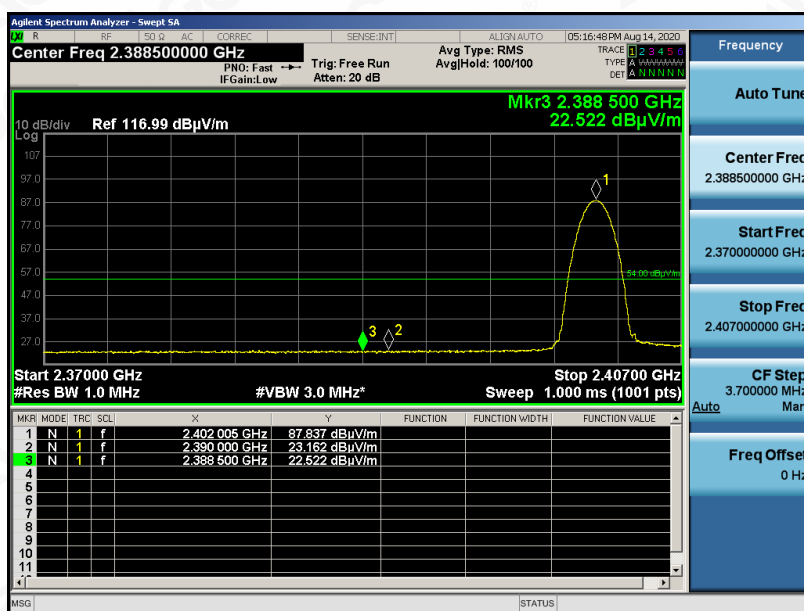 Agilent Spectrum Analyzer - Swept SA
LXI R RF 50 Ω AC CORREC SENSE:INT ALIGN AUTO 05:16:48 PM Aug 14, 2020
Center Freq 2.388500000 GHz
PNO: Fast
IFGain:Low
Trig: Free Run
Atten: 20 dB
Avg Type: RMS
Avg|Hold: 100/100
TRACE 1 2 3 4 5 6
TYPE A WWWWW
DET A N N N N N
Mkr3 2.388 500 GHz
22.522 dBµV/m
10 dB/div Ref 116.99 dBµV/m
Log
107
97.0
87.0
77.0
67.0
57.0
47.0
37.0
27.0
1
54.00 dBµV/m
3
2
Start 2.37000 GHz Stop 2.40700 GHz
#Res BW 1.0 MHz #VBW 3.0 MHz* Sweep 1.000 ms (1001 pts)
MKR MODE TRC SCL X Y FUNCTION FUNCTION WIDTH FUNCTION VALUE
1 N 1 f 2.402 005 GHz 87.837 dBµV/m
2 N 1 f 2.390 000 GHz 23.162 dBµV/m
3 N 1 f 2.388 500 GHz 22.522 dBµV/m
4
5
6
7
8
9
10
11
MSG STATUS
Frequency
Auto Tune
Center Freq
2.388500000 GHz
Start Freq
2.370000000 GHz
Stop Freq
2.407000000 GHz
CF Step
3.700000 MHz
Auto Man
Freq Offset
0 Hz